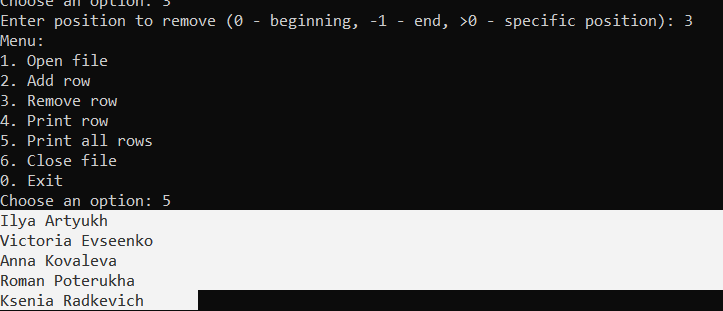 Choose an option: 3
Enter position to remove (0 - beginning, -1 - end, >0 - specific position): 3
Menu:
1. Open file
2. Add row
3. Remove row
4. Print row
5. Print all rows
6. Close file
0. Exit
Choose an option: 5
Ilya Artyukh
Victoria Evseenko
Anna Kovaleva
Roman Poterukha
Ksenia Radkevich